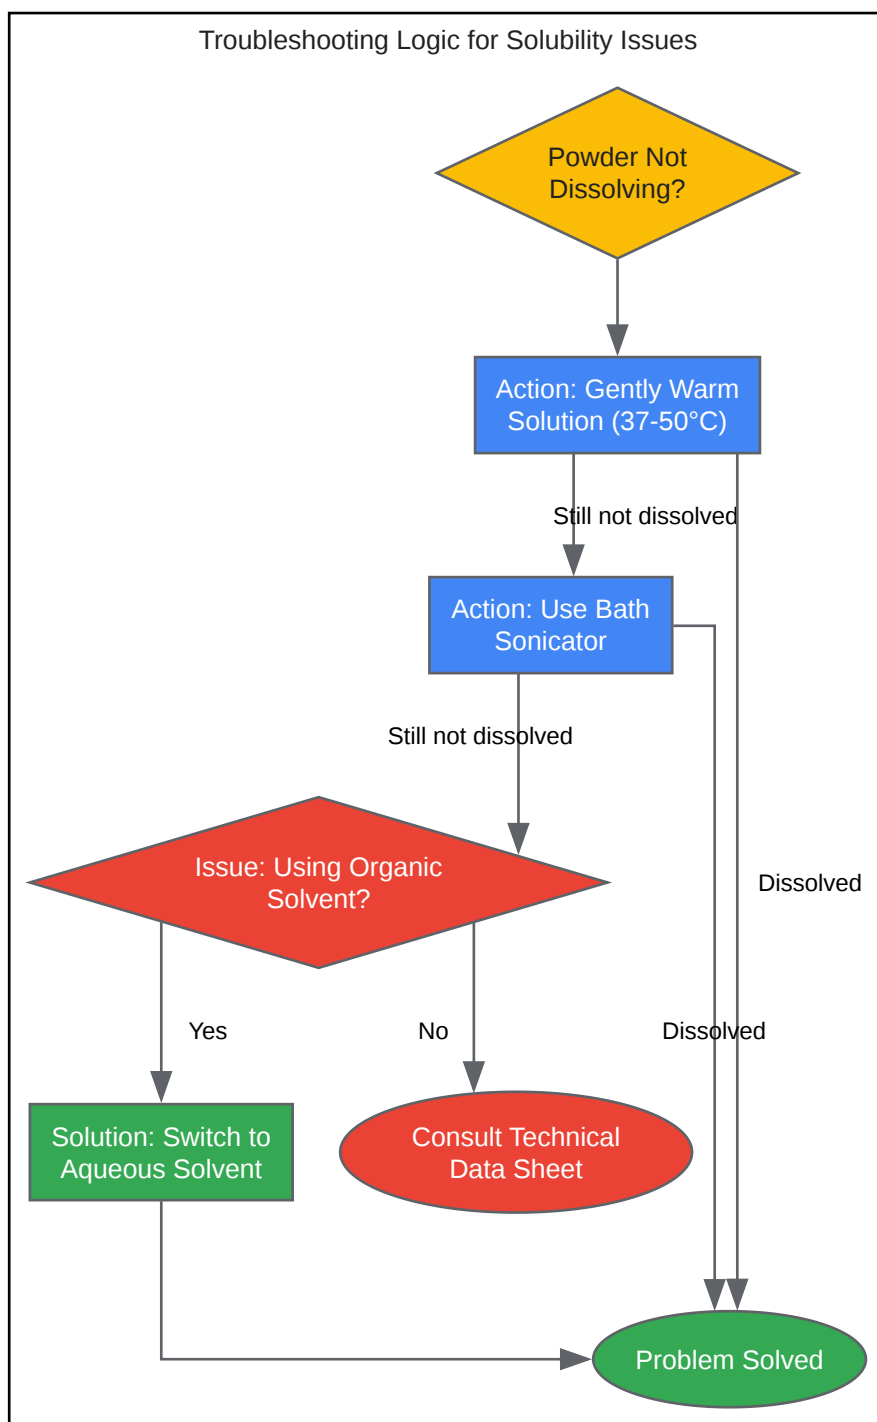 Troubleshooting Logic for Solubility Issues
Powder Not
Dissolving?
Action: Gently Warm
Solution (37-50°C)
Still not dissolved
Action: Use Bath
Sonicator
Still not dissolved
Issue: Using Organic
Solvent?
Dissolved
Yes
No
Dissolved
Solution: Switch to
Aqueous Solvent
Consult Technical
Data Sheet
Problem Solved